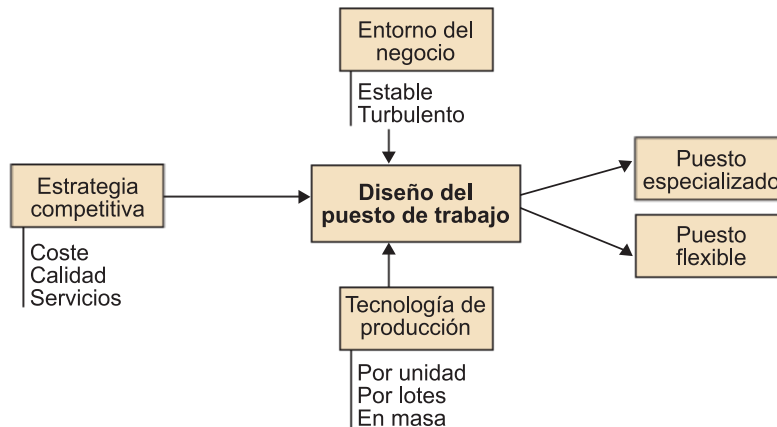 Entorno del
negocio
Estable
Turbulento
Estrategia
competitiva
Coste
Calidad
Servicios
Diseño del
puesto de trabajo
Puesto
especializado
Puesto
flexible
Tecnología de
producción
Por unidad
Por lotes
En masa